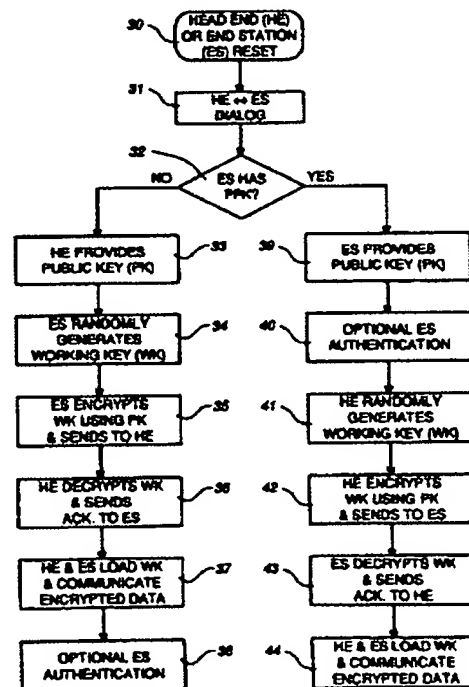 30
HEAD END (HE)
OR END STATION
(ES) RESET
31
HE ↔ ES
DIALOG
32
NO
ES HAS
PPK?
YES
33
HE PROVIDES
PUBLIC KEY (PK)
39
ES PROVIDES
PUBLIC KEY (PK)
34
ES RANDOMLY
GENERATES
WORKING KEY (WK)
40
OPTIONAL ES
AUTHENTICATION
35
ES ENCRYPTS
WK USING PK
& SENDS TO HE
41
HE RANDOMLY
GENERATES
WORKING KEY (WK)
36
HE DECRYPTS WK
& SENDS
ACK. TO ES
42
HE ENCRYPTS
WK USING PK
& SENDS TO ES
37
HE & ES LOAD WK
& COMMUNICATE
ENCRYPTED DATA
43
ES DECRYPTS WK
& SENDS
ACK. TO HE
38
OPTIONAL ES
AUTHENTICATION
44
HE & ES LOAD WK
& COMMUNICATE
ENCRYPTED DATA